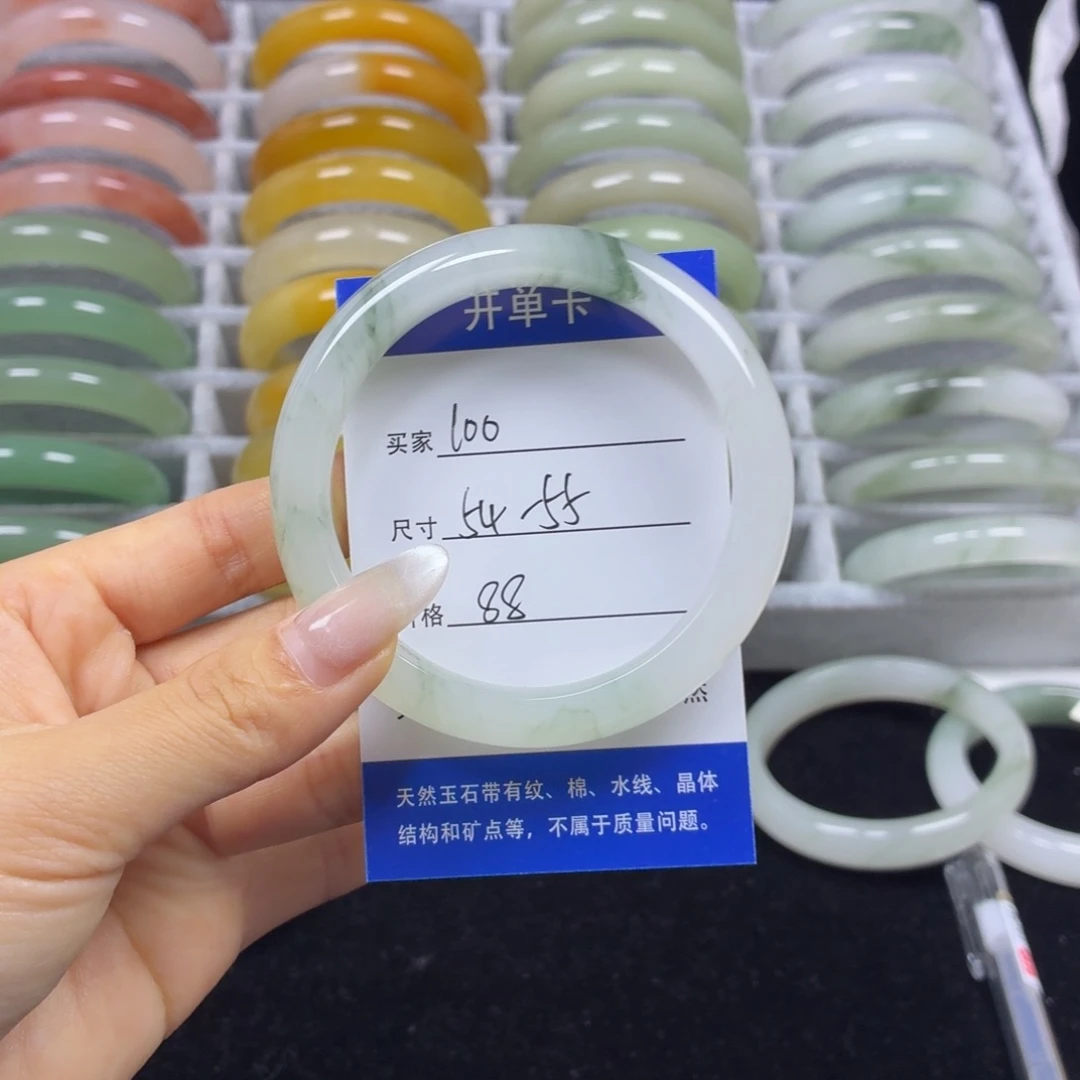 开单卡
买家 100
尺寸 54-55
价格 88
天然玉石带有纹、棉、水线、晶体
结构和矿点等，不属于质量问题。